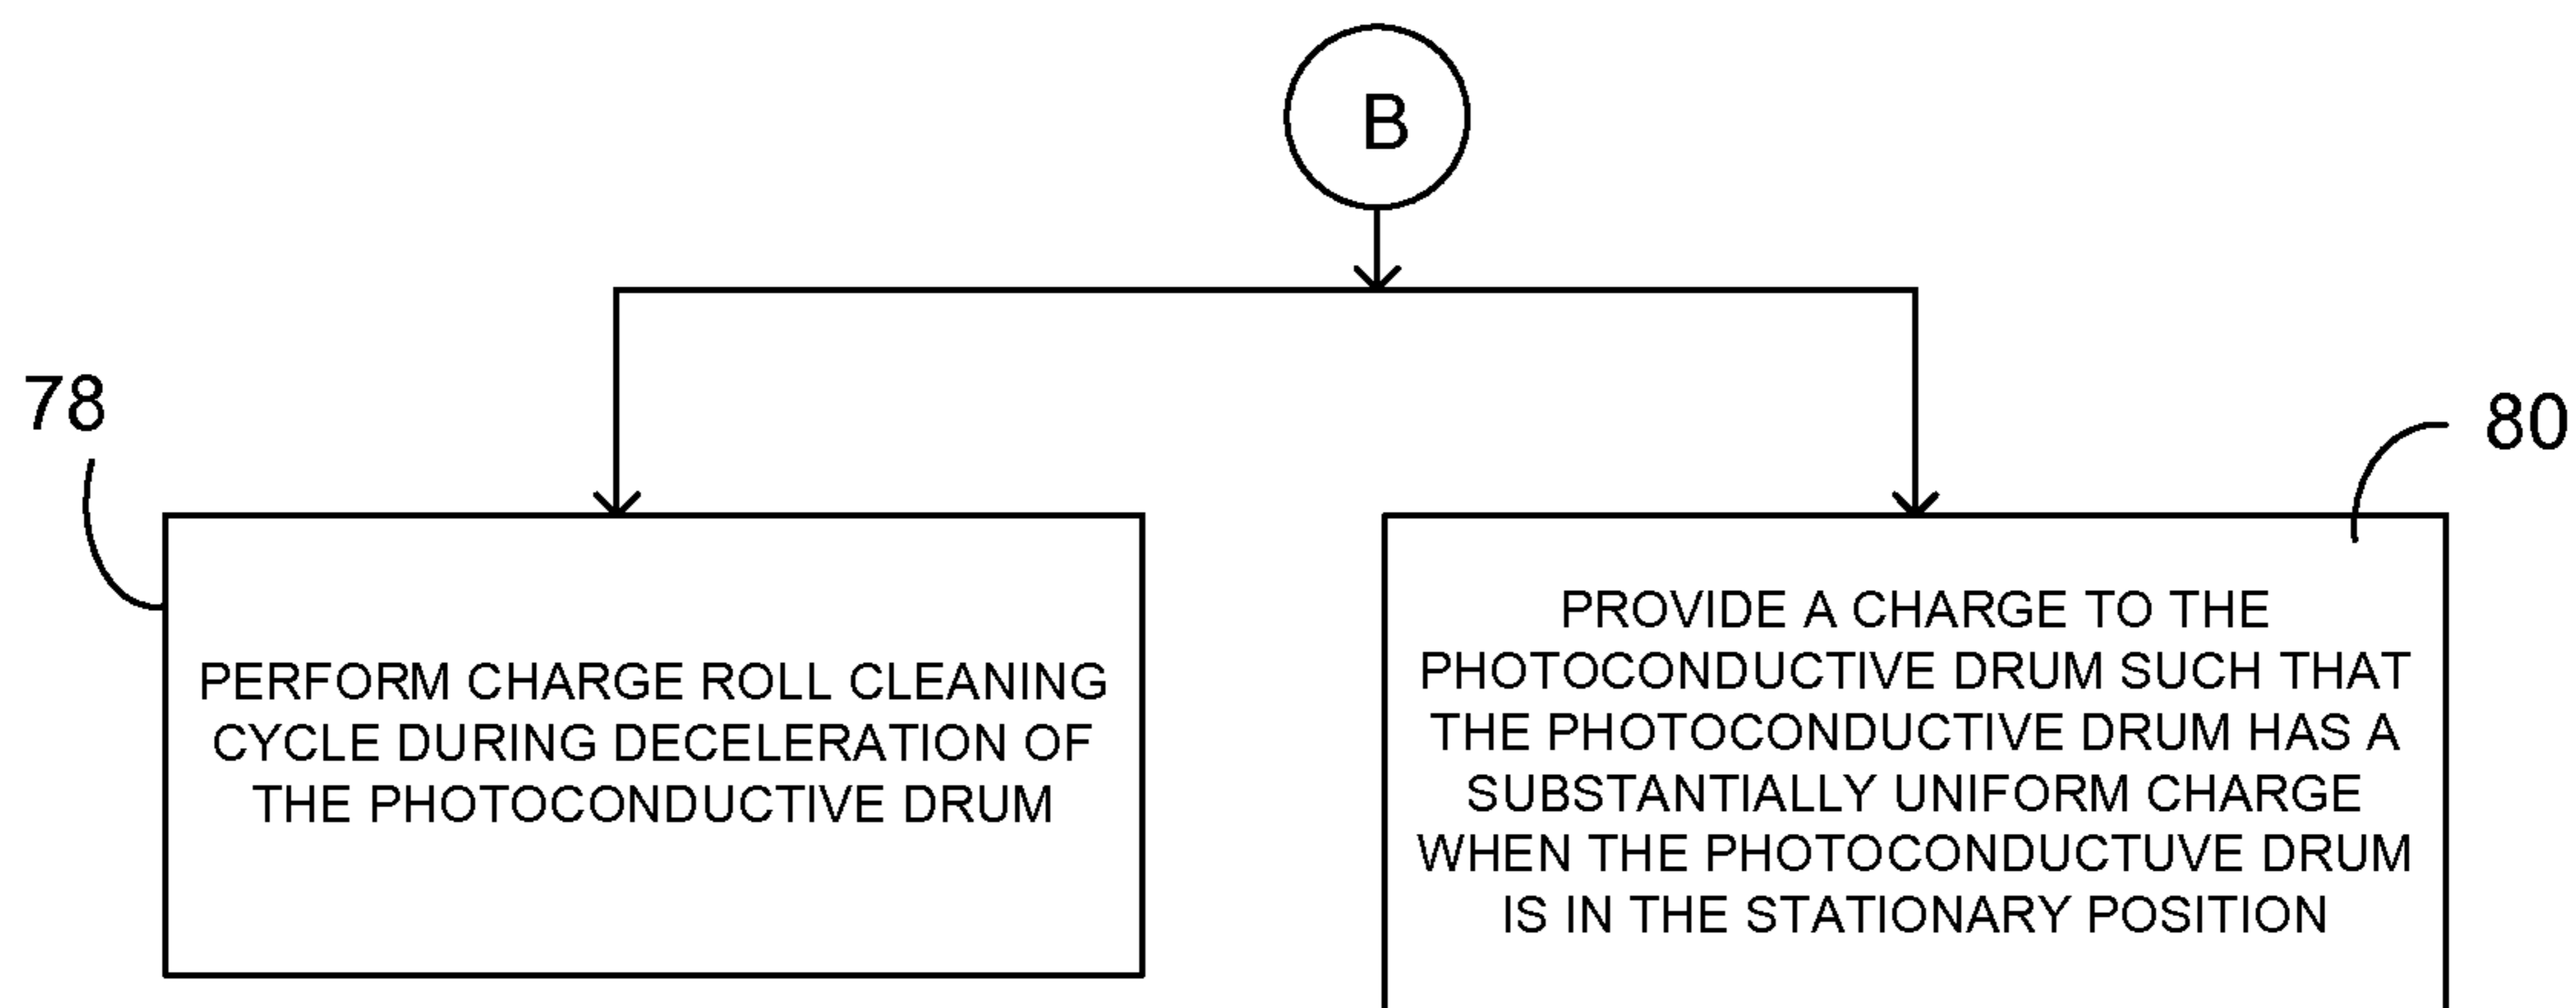 B
78
80
PERFORM CHARGE ROLL CLEANING
CYCLE DURING DECELERATION OF
THE PHOTOCONDUCTIVE DRUM
PROVIDE A CHARGE TO THE
PHOTOCONDUCTIVE DRUM SUCH THAT
THE PHOTOCONDUCTIVE DRUM HAS A
SUBSTANTIALLY UNIFORM CHARGE
WHEN THE PHOTOCONDUCTUVE DRUM
IS IN THE STATIONARY POSITION